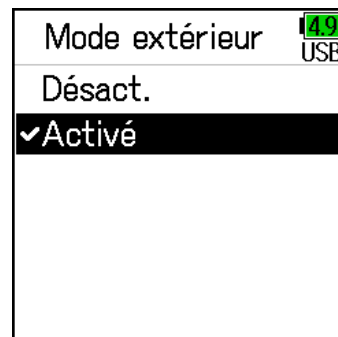 Mode extérieur
4.9
USB
Désact.
Activé